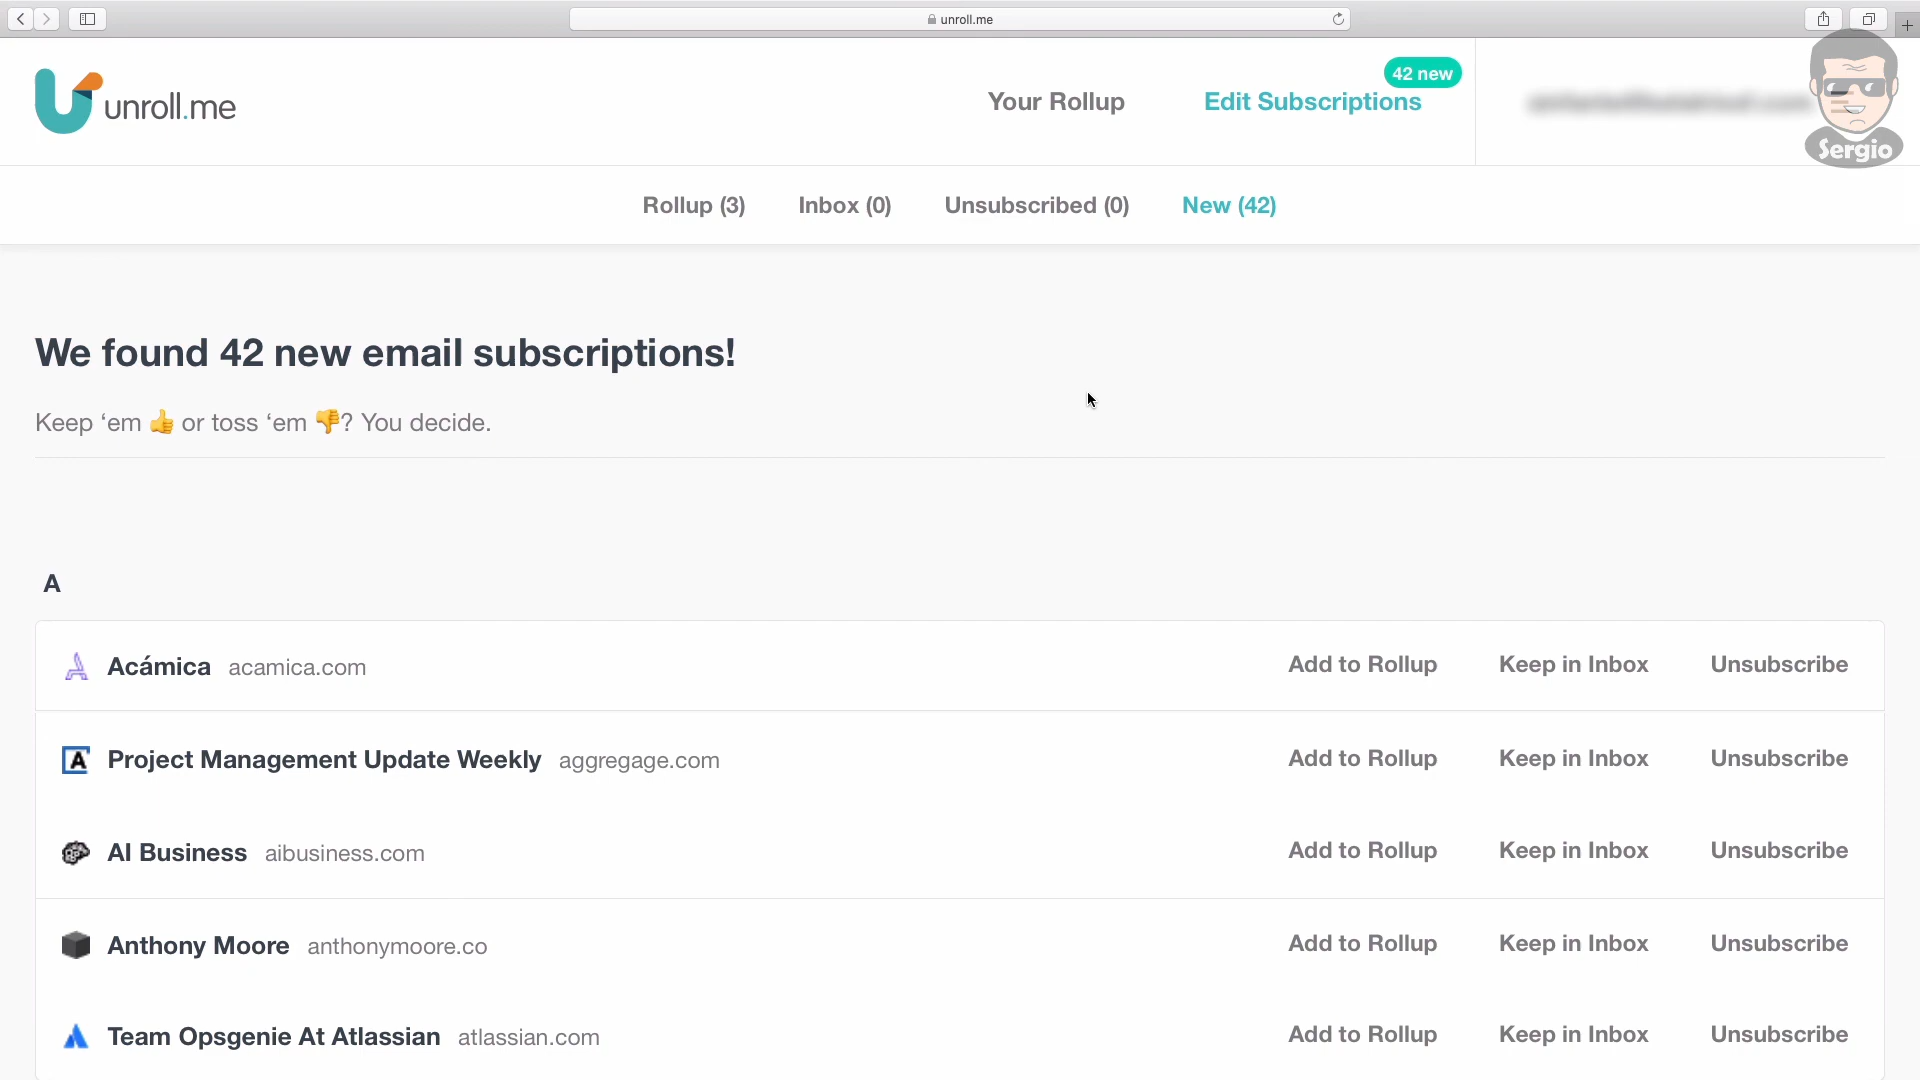 unroll.me
unroll.me
Your Rollup
Edit Subscriptions
42 new
Sergio
Rollup (3)
Inbox (0)
Unsubscribed (0)
New (42)
We found 42 new email subscriptions!
Keep ‘em 👍 or toss ‘em 👎? You decide.
A
Acámica acamica.com Add to Rollup Keep in Inbox Unsubscribe
Project Management Update Weekly aggregage.com Add to Rollup Keep in Inbox Unsubscribe
AI Business aibusiness.com Add to Rollup Keep in Inbox Unsubscribe
Anthony Moore anthonymoore.co Add to Rollup Keep in Inbox Unsubscribe
Team Opsgenie At Atlassian atlassian.com Add to Rollup Keep in Inbox Unsubscribe